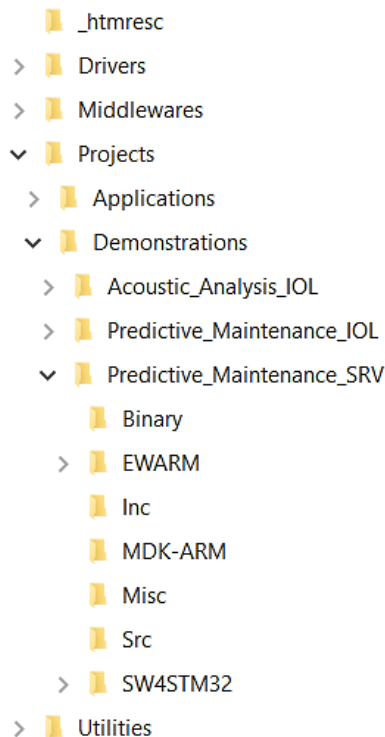 _htmresc
Drivers
Middlewares
Projects
Applications
Demonstrations
Acoustic_Analysis_IOL
Predictive_Maintenance_IOL
Predictive_Maintenance_SRV
Binary
EWARM
Inc
MDK-ARM
Misc
Src
SW4STM32
Utilities